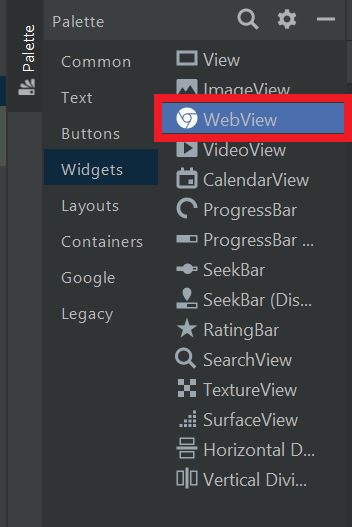 Palette
Palette
Common
Text
Buttons
Widgets
Layouts
Containers
Google
Legacy
View
ImageView
WebView
VideoView
CalendarView
ProgressBar
ProgressBar ...
SeekBar
SeekBar (Dis...
RatingBar
SearchView
TextureView
SurfaceView
Horizontal D...
Vertical Divi...